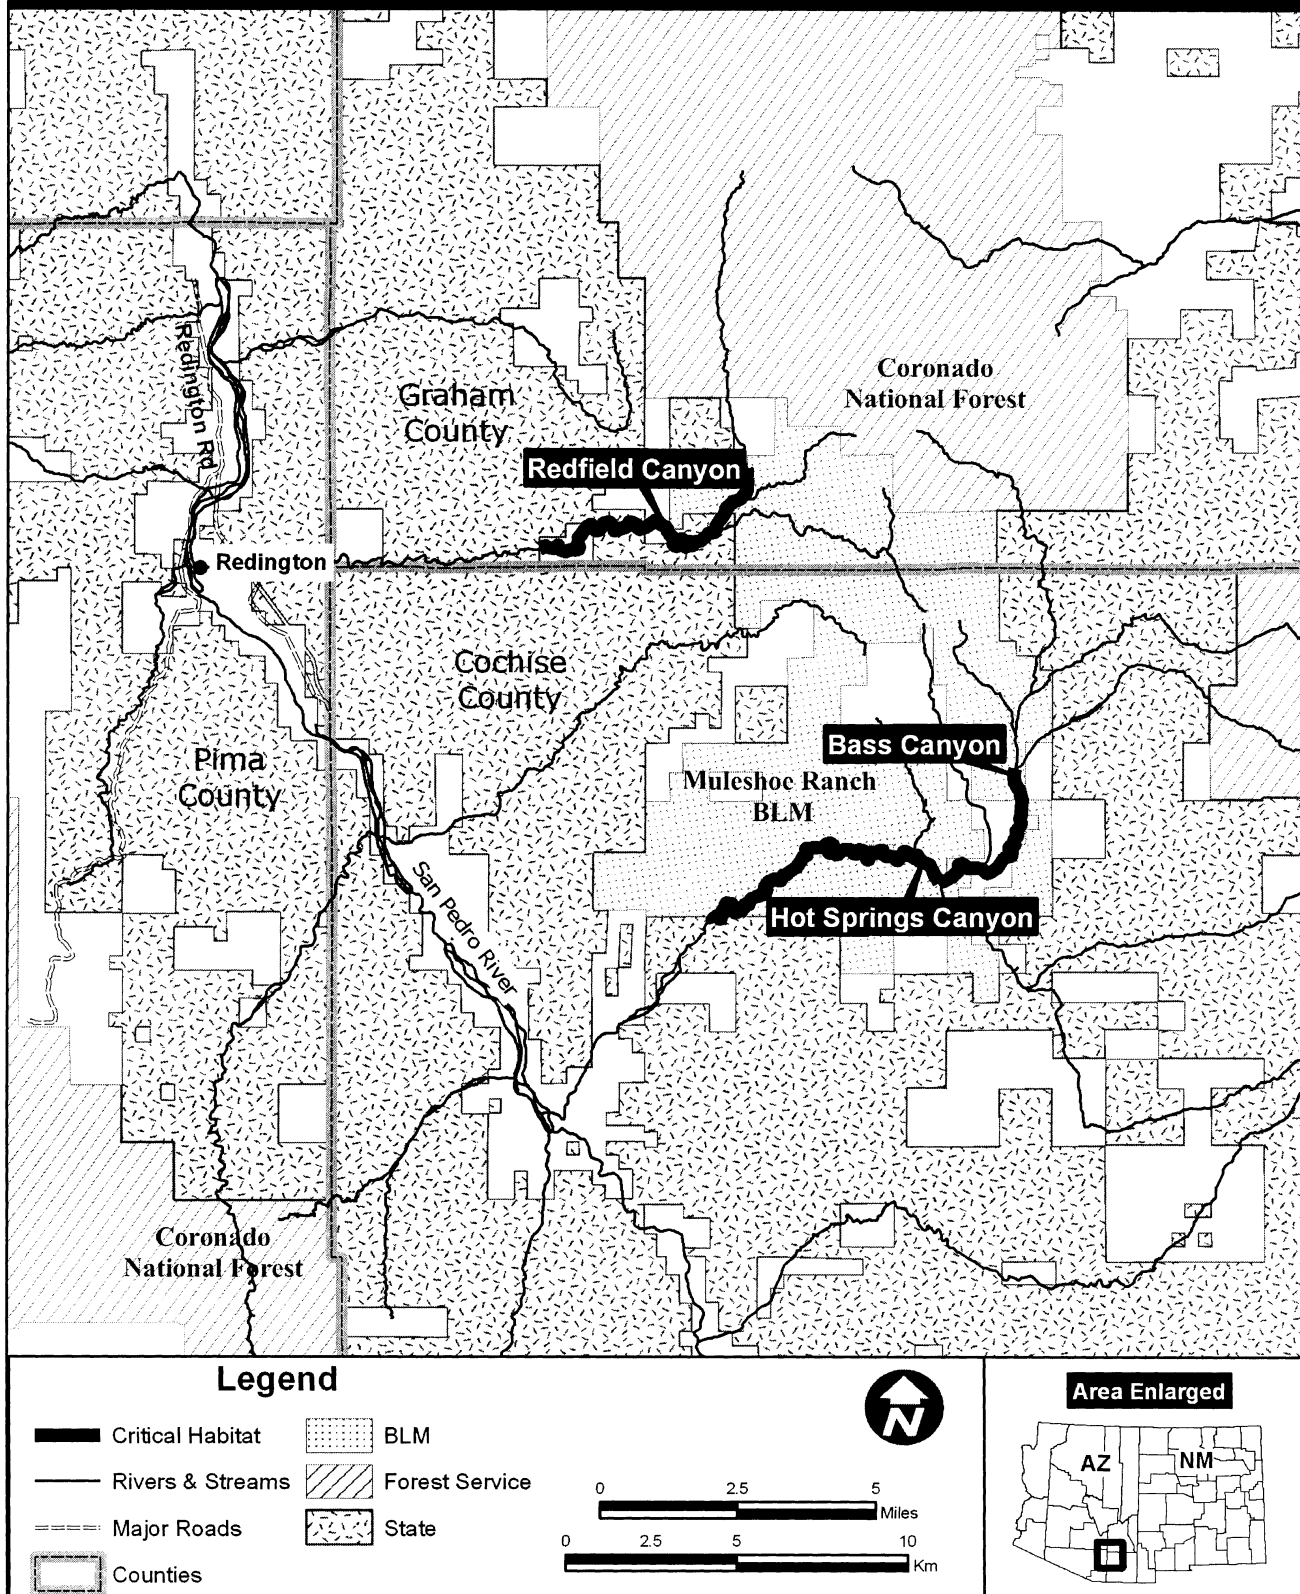 Redington Rd
Coronado
National Forest
Graham
County
Redfield Canyon
Redington
Cochise
County
Bass Canyon
Pima
County
Muleshoe Ranch
BLM
San Pedro River
Hot Springs Canyon
Coronado
National Forest
Legend
Critical Habitat
Rivers & Streams
Major Roads
Counties
BLM
Forest Service
State
N
0 2.5 5
Miles
0 2.5 5 10
Km
Area Enlarged
AZ NM